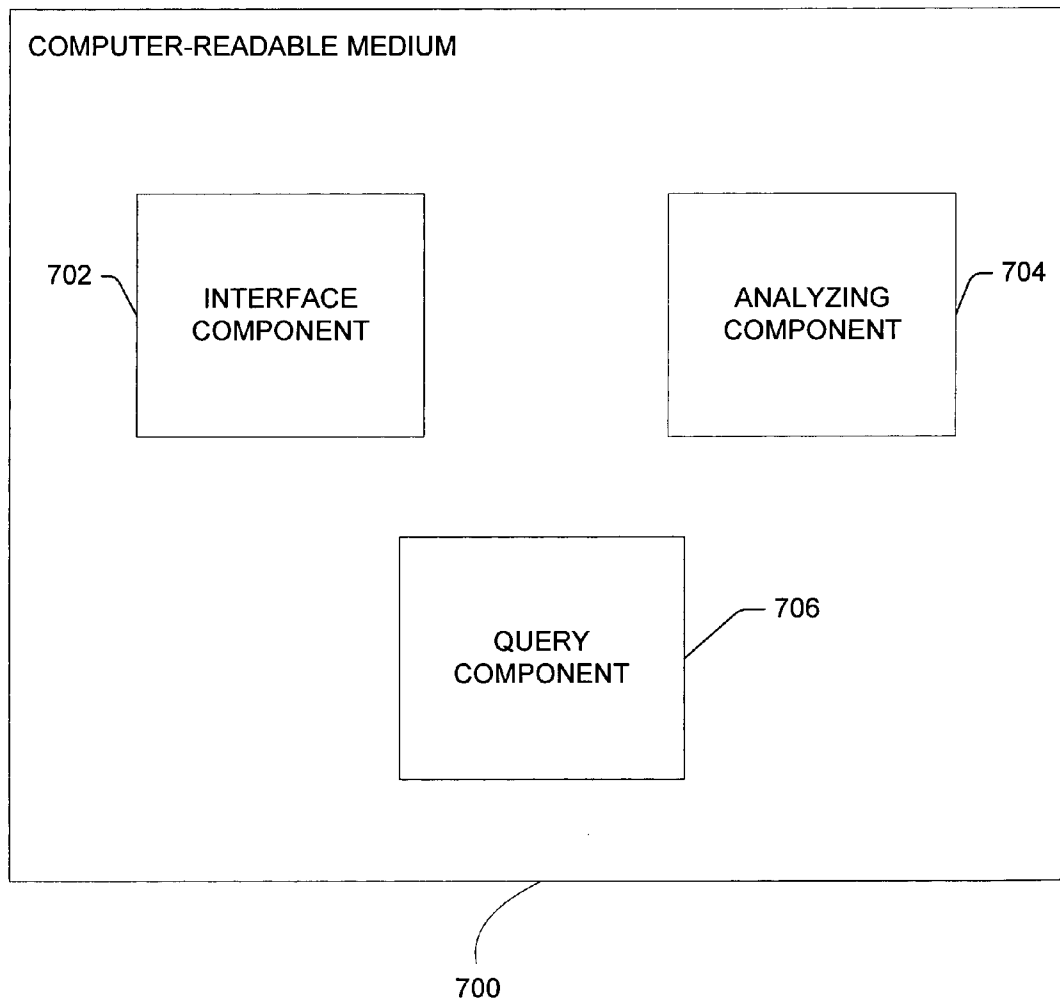 COMPUTER-READABLE MEDIUM
702
INTERFACE
COMPONENT
ANALYZING
COMPONENT
704
QUERY
COMPONENT
706
700